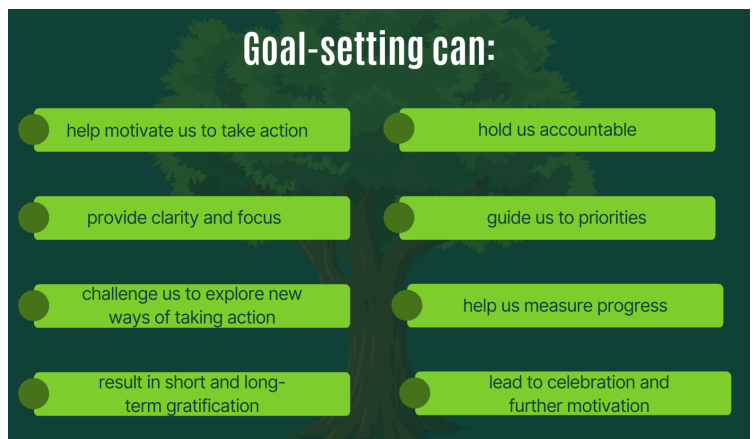 Goal-setting can:
help motivate us to take action
hold us accountable
provide clarity and focus
guide us to priorities
challenge us to explore new
ways of taking action
help us measure progress
result in short and long-
term gratification
lead to celebration and
further motivation